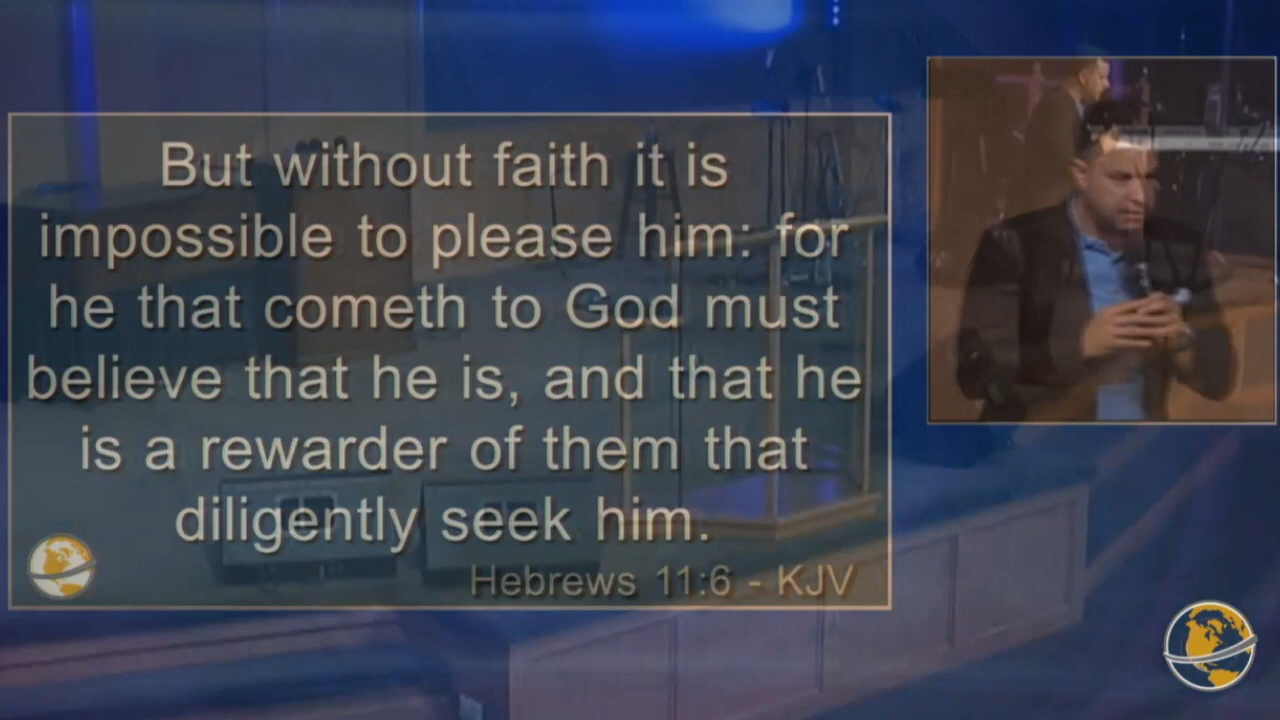 But without faith it is
impossible to please him: for
he that cometh to God must
believe that he is, and that he
is a rewarder of them that
diligently seek him.
Hebrews 11:6 - KJV